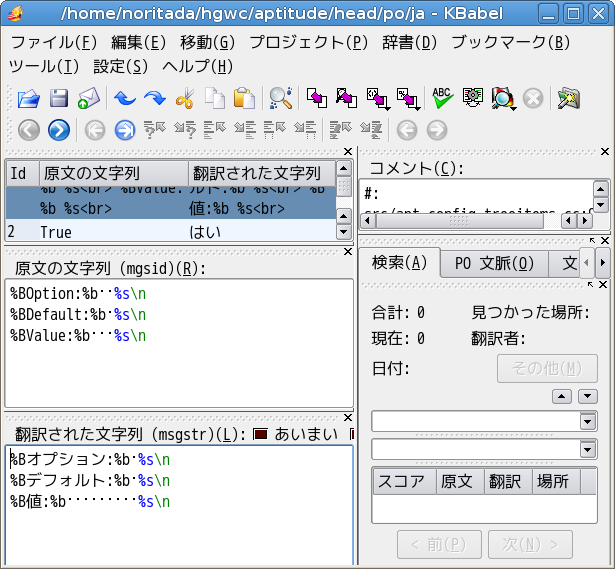 /home/noritada/hgwc/aptitude/head/po/ja - KBabel
ファイル(F) 編集(E) 移動(G) プロジェクト(P) 辞書(D) ブックマーク(B)
ツール(T) 設定(S) ヘルプ(H)
ABC
Id 原文の文字列 翻訳された文字列
%b %s<br> %BValue: ルト:%b %s<br> %B
%b %s<br> 値:%b %s<br>
2 True はい
原文の文字列 (mgsid)(R):
%BOption:%b··%s\n
%BDefault:%b·%s\n
%BValue:%b···%s\n
翻訳された文字列 (msgstr)(L): あいまい
%Bオプション:%b·%s\n
%Bデフォルト:%b·%s\n
%B値:%b·········%s\n
コメント(C):
#:
検索(A) PO 文脈(O) 文
合計: 0 見つかった場所:
現在: 0 翻訳者:
日付: その他(M)
スコア 原文 翻訳 場所
< 前(P) 次(N) >